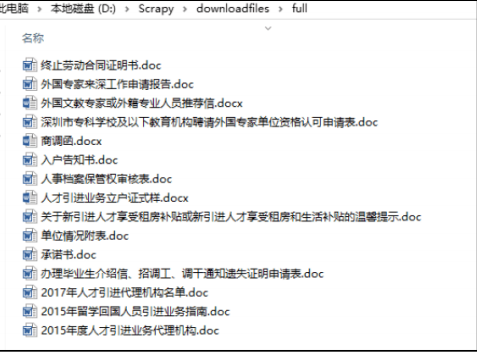 此电脑 › 本地磁盘 (D:) › Scrapy › downloadfiles › full
名称
终止劳动合同证明书.doc
外国专家来深工作申请报告.doc
外国文教专家或外籍专业人员推荐信.docx
深圳市专科学校及以下教育机构聘请外国专家单位资格认可申请表.doc
商调函.docx
入户告知书.doc
人事档案保管权审核表.doc
人才引进业务立户证式样.docx
关于新引进人才享受租房补贴或新引进人才享受租房和生活补贴的温馨提示.doc
单位情况附表.doc
承诺书.doc
办理毕业生介绍信、招调工、调干通知遗失证明申请表.doc
2017年人才引进代理机构名单.doc
2015年留学回国人员引进业务指南.doc
2015年度人才引进业务代理机构.doc